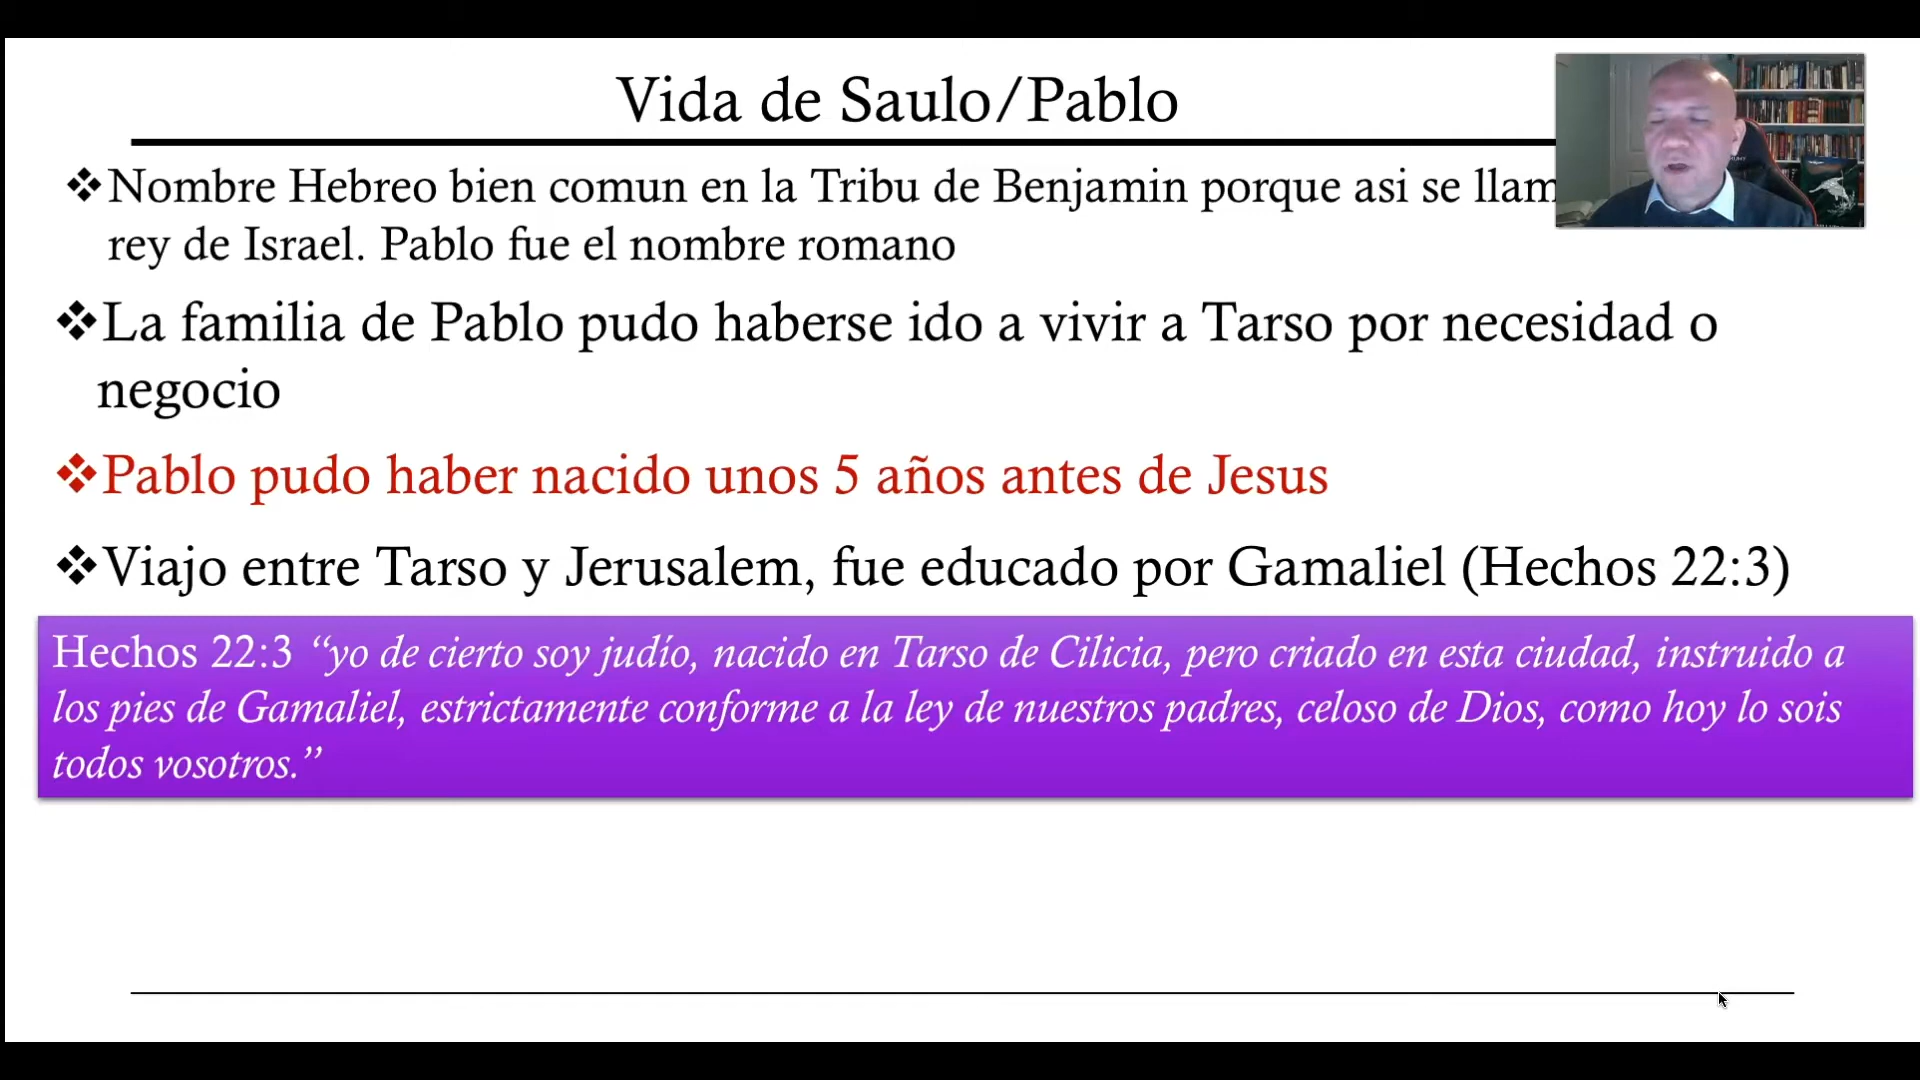 Vida de Saulo/Pablo
❖Nombre Hebreo bien comun en la Tribu de Benjamin porque asi se
rey de Israel. Pablo fue el nombre romano
❖La familia de Pablo pudo haberse ido a vivir a Tarso por necesidad o
negocio
❖Pablo pudo haber nacido unos 5 años antes de Jesus
❖Viajo entre Tarso y Jerusalem, fue educado por Gamaliel (Hechos 22:3)
Hechos 22:3 “yo de cierto soy judío, nacido en Tarso de Cilicia, pero criado en esta ciudad, instruido a
los pies de Gamaliel, estrictamente conforme a la ley de nuestros padres, celoso de Dios, como hoy lo sois
todos vosotros.”